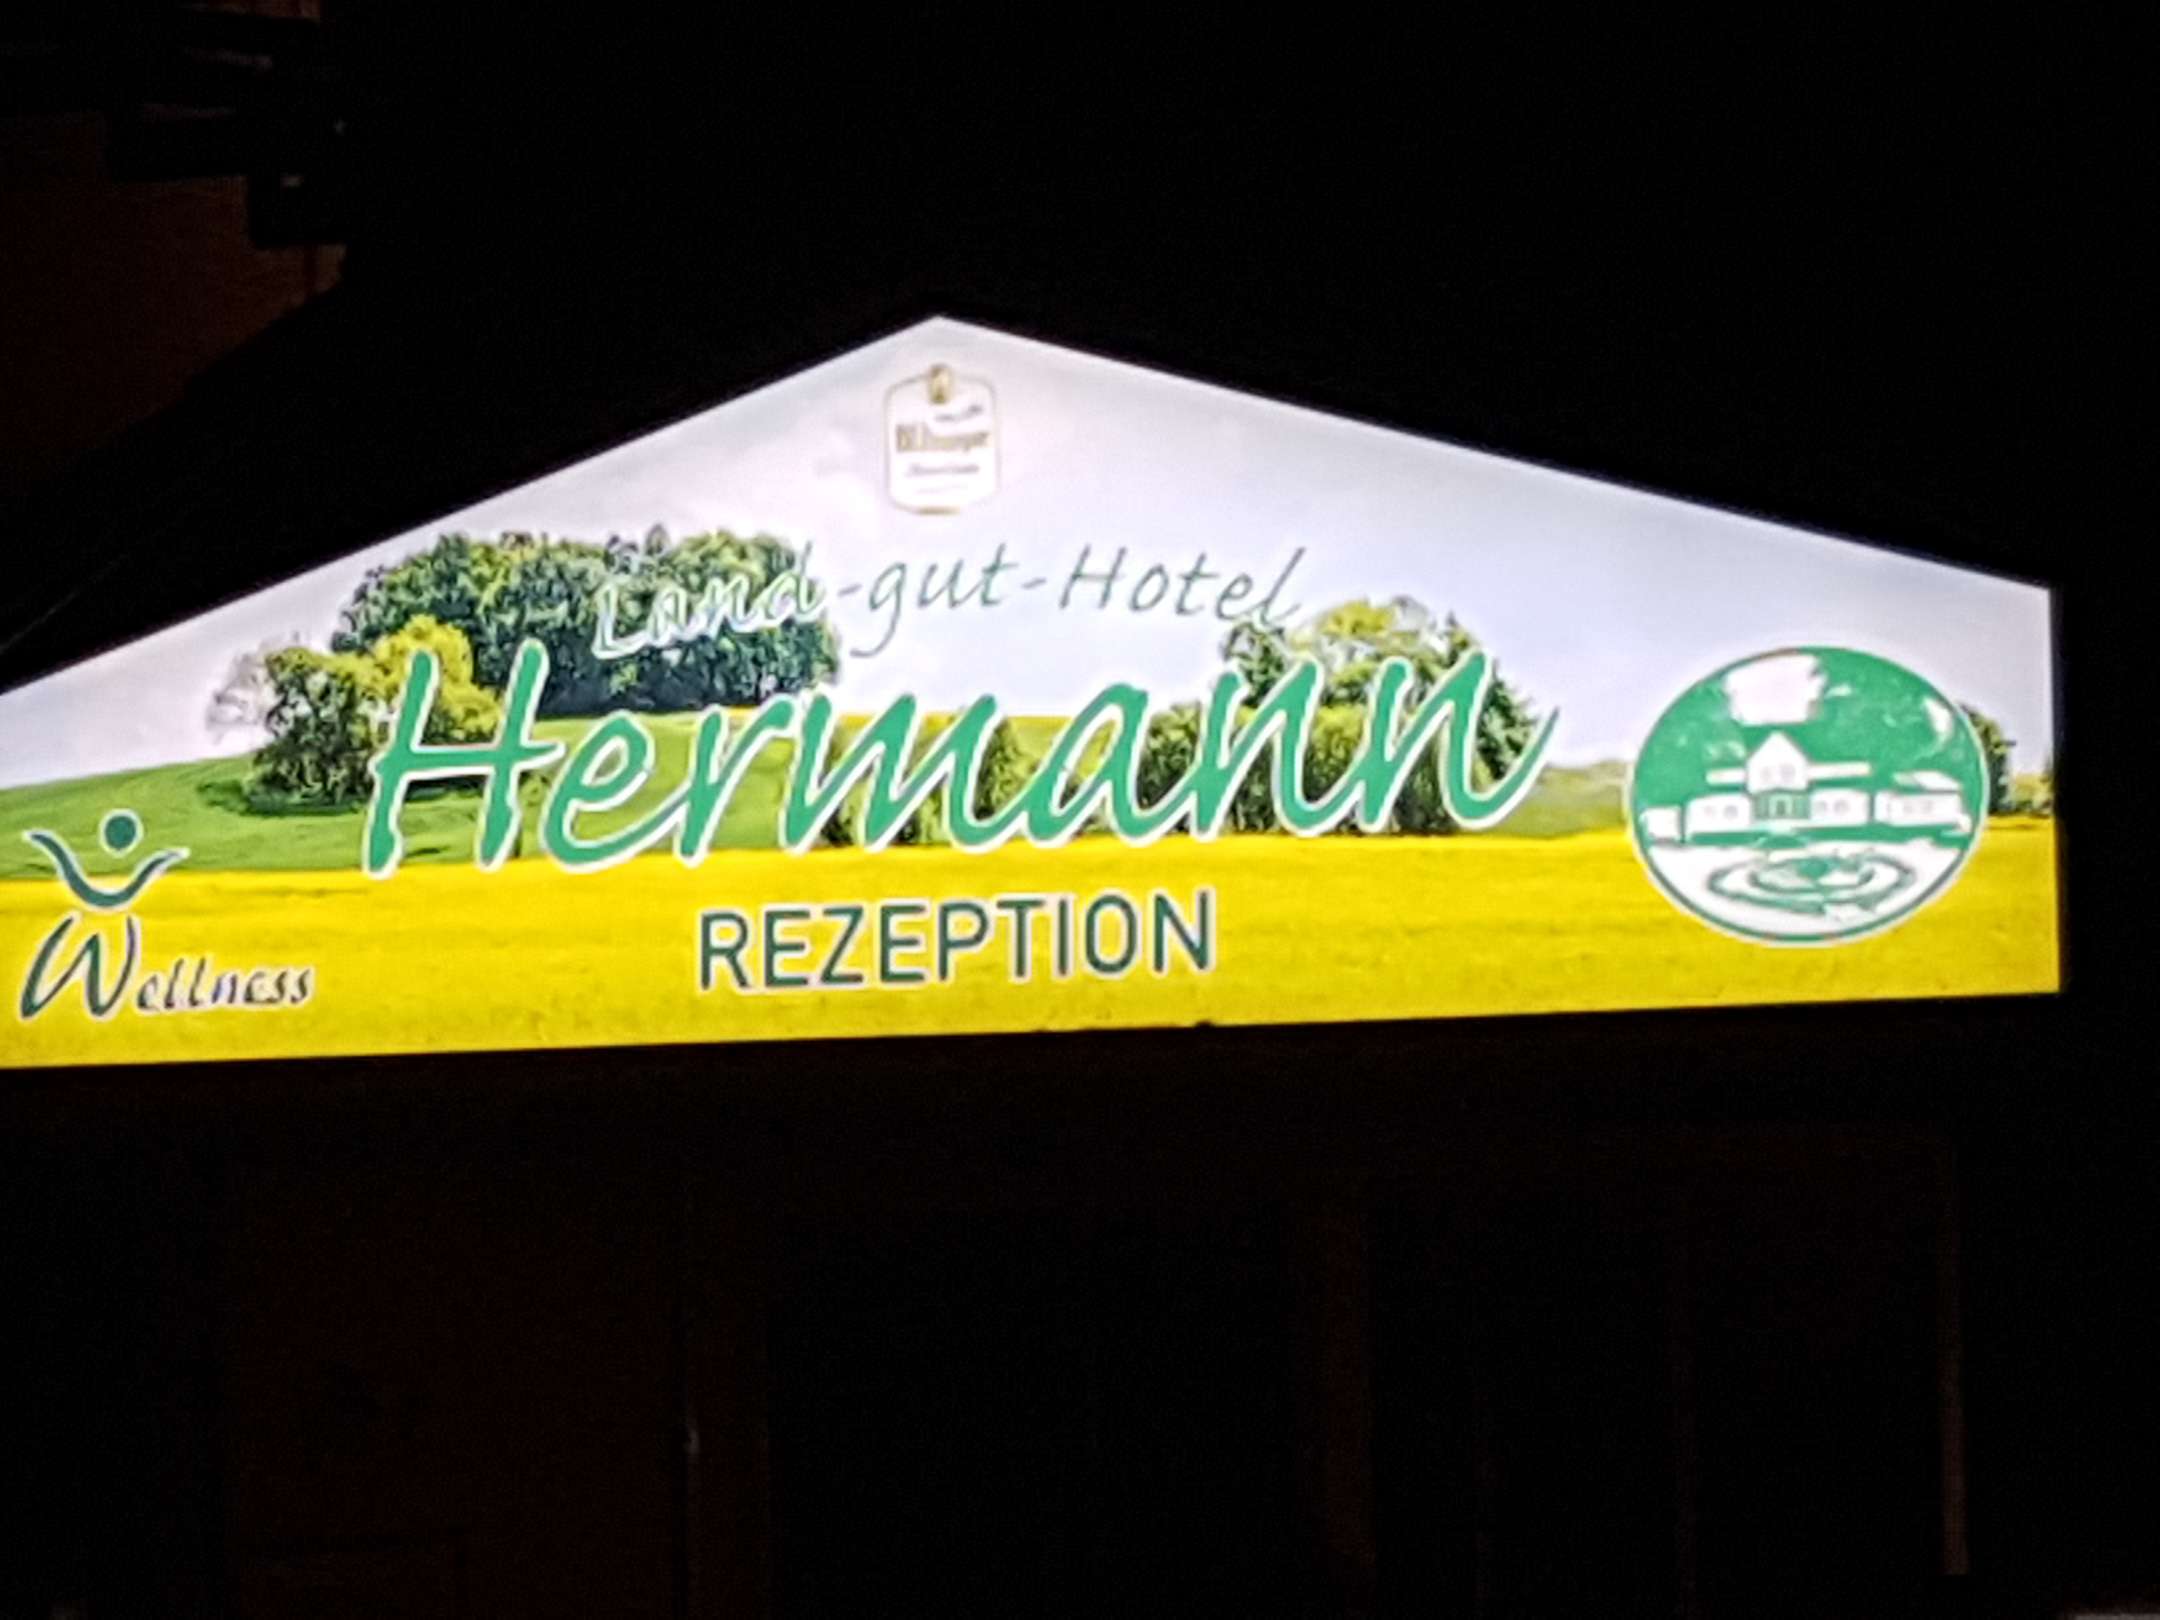 Land-gut-Hotel
Hermann
REZEPTION
Wellness